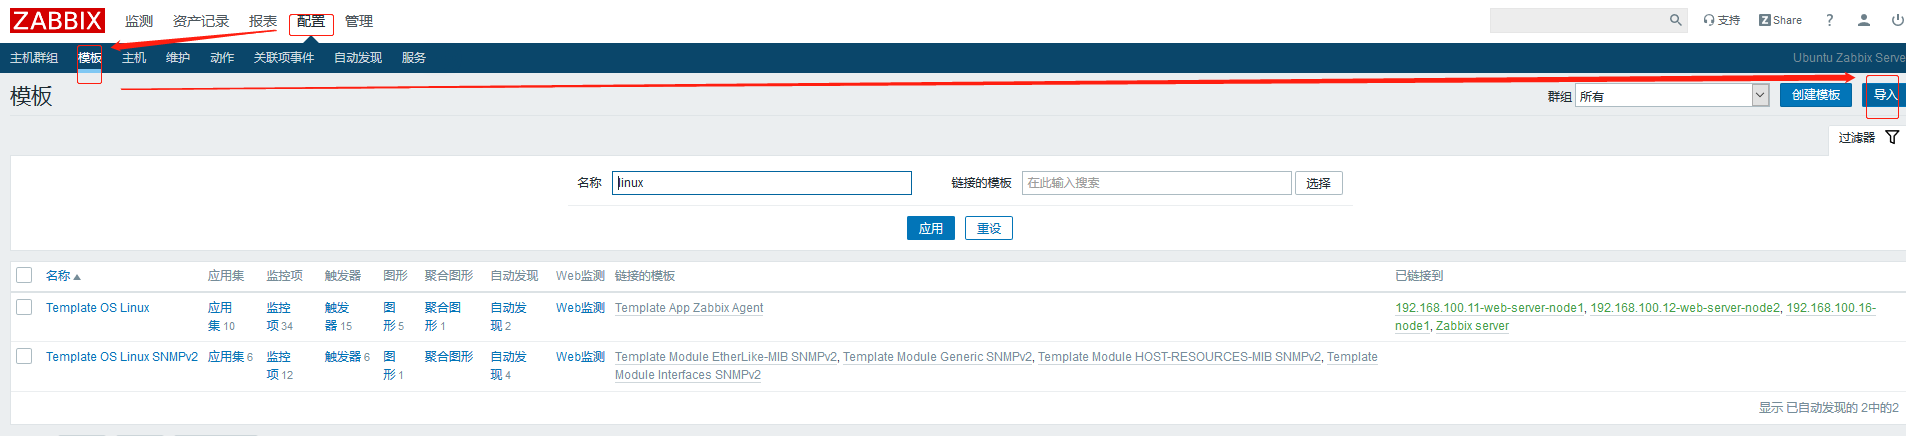 ZABBIX 监测 资产记录 报表 配置 管理 支持 Z Share ?
主机群组 模板 主机 维护 动作 关联项事件 自动发现 服务 Ubuntu Zabbix Serve
模板 群组 所有 创建模板 导入
过滤器
名称 linux 链接的模板 在此输入搜索 选择
应用 重设
名称 应用集 监控项 触发器 图形 聚合图形 自动发现 Web监测 链接的模板 已链接到
Template OS Linux 应用 监控 触发 图 聚合图 自动发 Web监测 Template App Zabbix Agent 192.168.100.11-web-server-node1, 192.168.100.12-web-server-node2, 192.168.100.16-
集 10 项 34 器 15 形 5 形 1 现 2 node1, Zabbix server
Template OS Linux SNMPv2 应用集 6 监控 触发器 6 图 聚合图形 自动发 Web监测 Template Module EtherLike-MIB SNMPv2, Template Module Generic SNMPv2, Template Module HOST-RESOURCES-MIB SNMPv2, Template
项 12 形 1 现 4 Module Interfaces SNMPv2
显示 已自动发现的 2中的2